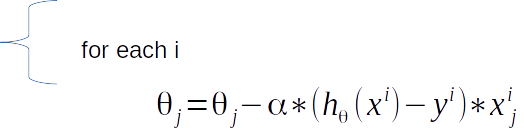 for each i
θ_j=θ_j−α∗(h_θ(x^i)−y^i)∗x_j^i